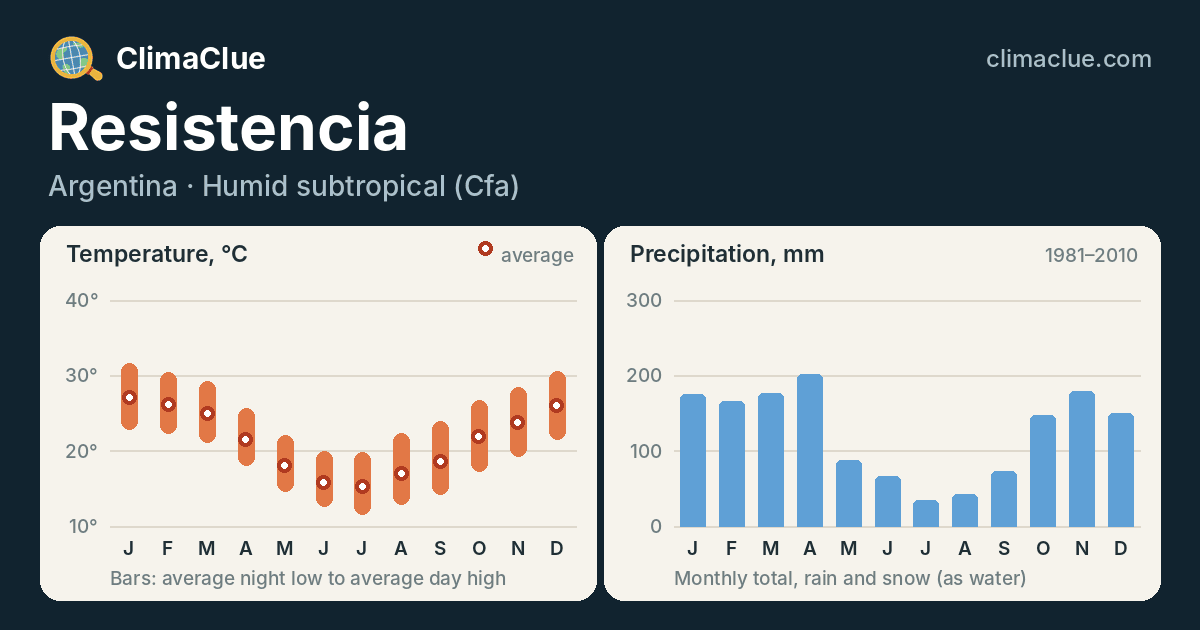 ClimaClue
climaclue.com
Resistencia
Argentina · Humid subtropical (Cfa)
Temperature, °C
average
40°
30°
20°
10°
J F M A M J J A S O N D
Bars: average night low to average day high
Precipitation, mm
1981–2010
300
200
100
0
J F M A M J J A S O N D
Monthly total, rain and snow (as water)